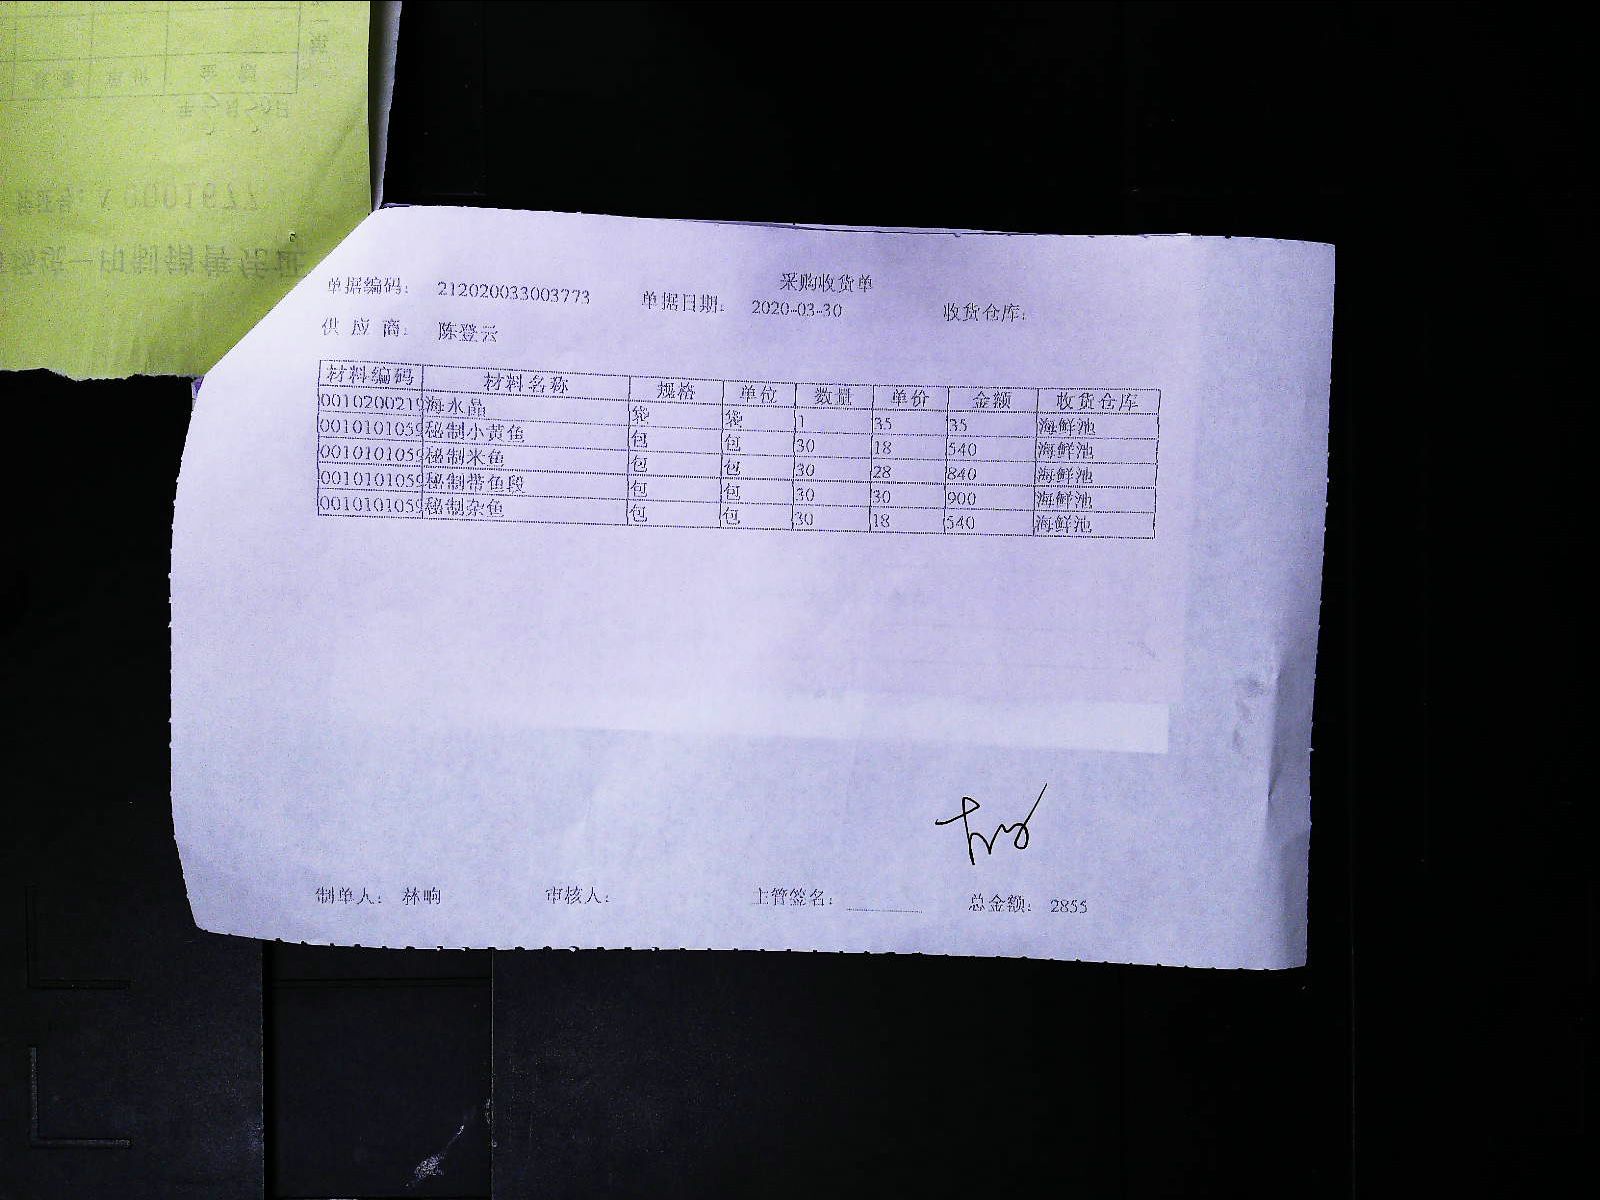 采购收货单
单据编码: 212020033003773 单据日期: 2020-03-30 收货仓库:
供 应 商: 陈登云
材料编码 材料名称 规格 单位 数量 单价 金额 收货仓库
0010200219 海水晶 袋 袋 1 35 35 海鲜池
0010101059 秘制小黄鱼 包 包 30 18 540 海鲜池
0010101059 秘制米鱼 包 包 30 28 840 海鲜池
0010101059 秘制带鱼段 包 包 30 30 900 海鲜池
0010101059 秘制杂鱼 包 包 30 18 540 海鲜池
制单人: 林晌 审核人: 主管签名: 总金额: 2855